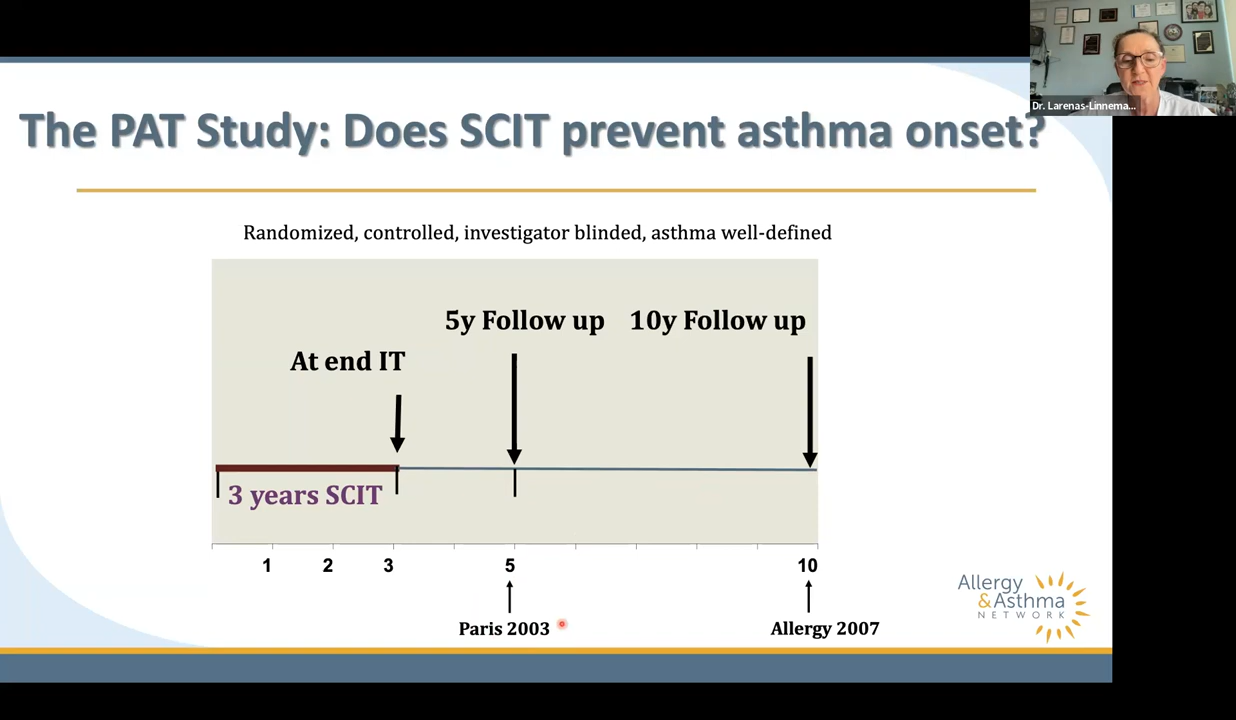 Dr. Larenas-Linnema...
The PAT Study: Does SCIT prevent asthma onset?
Randomized, controlled, investigator blinded, asthma well-defined
5y Follow up
10y Follow up
At end IT
3 years SCIT
1 2 3 5 10
Paris 2003
Allergy 2007
Allergy
&Asthma
NETWORK